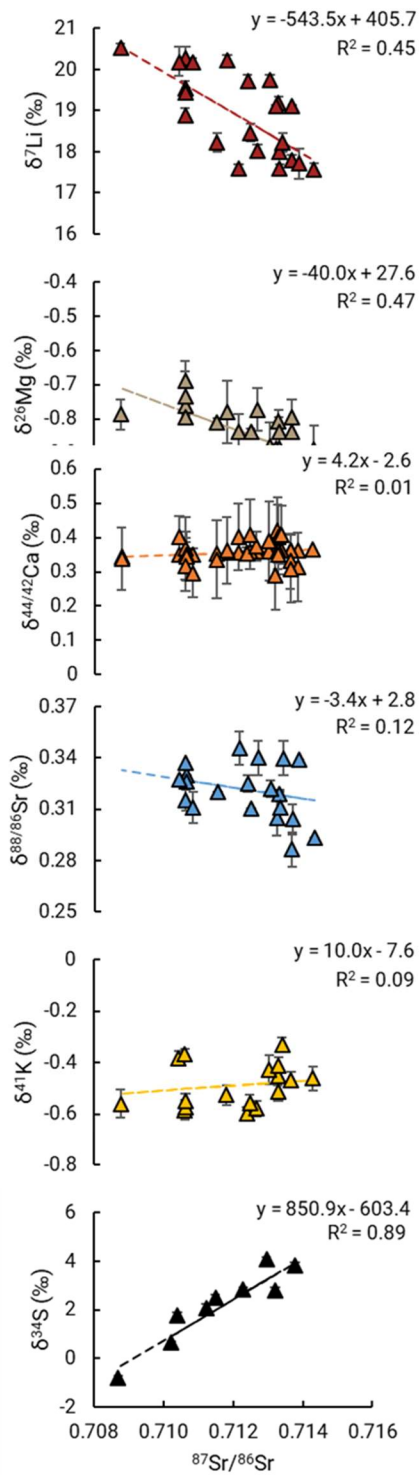 y = -543.5x + 405.7
R² = 0.45
21
20
19
18
17
16
δ⁷Li (‰)
y = -40.0x + 27.6
R² = 0.47
-0.4
-0.5
-0.6
-0.7
-0.8
δ²⁶Mg (‰)
y = 4.2x - 2.6
R² = 0.01
0.6
0.5
0.4
0.3
0.2
0.1
0
δ⁴⁴/⁴²Ca (‰)
y = -3.4x + 2.8
R² = 0.12
0.37
0.34
0.31
0.28
0.25
δ⁸⁸/⁸⁶Sr (‰)
y = 10.0x - 7.6
R² = 0.09
0
-0.2
-0.4
-0.6
-0.8
δ⁴¹K (‰)
y = 850.9x - 603.4
R² = 0.89
6
4
2
0
-2
δ³⁴S (‰)
0.708 0.710 0.712 0.714 0.716
⁸⁷Sr/⁸⁶Sr